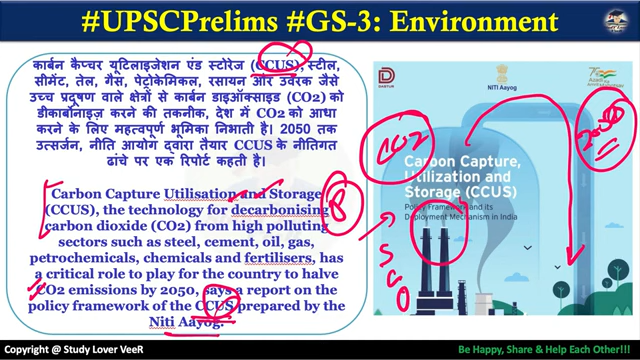 #UPSCPrelims #GS-3: Environment
कार्बन कैप्चर यूटिलाइजेशन एंड स्टोरेज (CCUS), स्टील,
सीमेंट, तेल, गैस, पेट्रोकेमिकल, रसायन और उर्वरक जैसे
उच्च प्रदूषण वाले क्षेत्रों से कार्बन डाइऑक्साइड (CO2) को
डीकार्बोनाइज़ करने की तकनीक, देश में CO2 को आधा
करने के लिए महत्वपूर्ण भूमिका निभाती है। 2050 तक
उत्सर्जन, नीति आयोग द्वारा तैयार CCUS के नीतिगत
ढांचे पर एक रिपोर्ट कहती है।
Carbon Capture Utilisation and Storage
(CCUS), the technology for decarbonising
carbon dioxide (CO2) from high polluting
sectors such as steel, cement, oil, gas,
petrochemicals, chemicals and fertilisers, has
a critical role to play for the country to halve
CO2 emissions by 2050, says a report on the
policy framework of the CCUS prepared by the
Niti Aayog.
DASTUR
NITI Aayog
Azadi
CO2
2050
Carbon Capture,
Utilization and
Storage (CCUS)
Policy Framework and its
Deployment Mechanism in India
Copyright @ Study Lover VeeR
Be Happy, Share & Help Each Other!!!